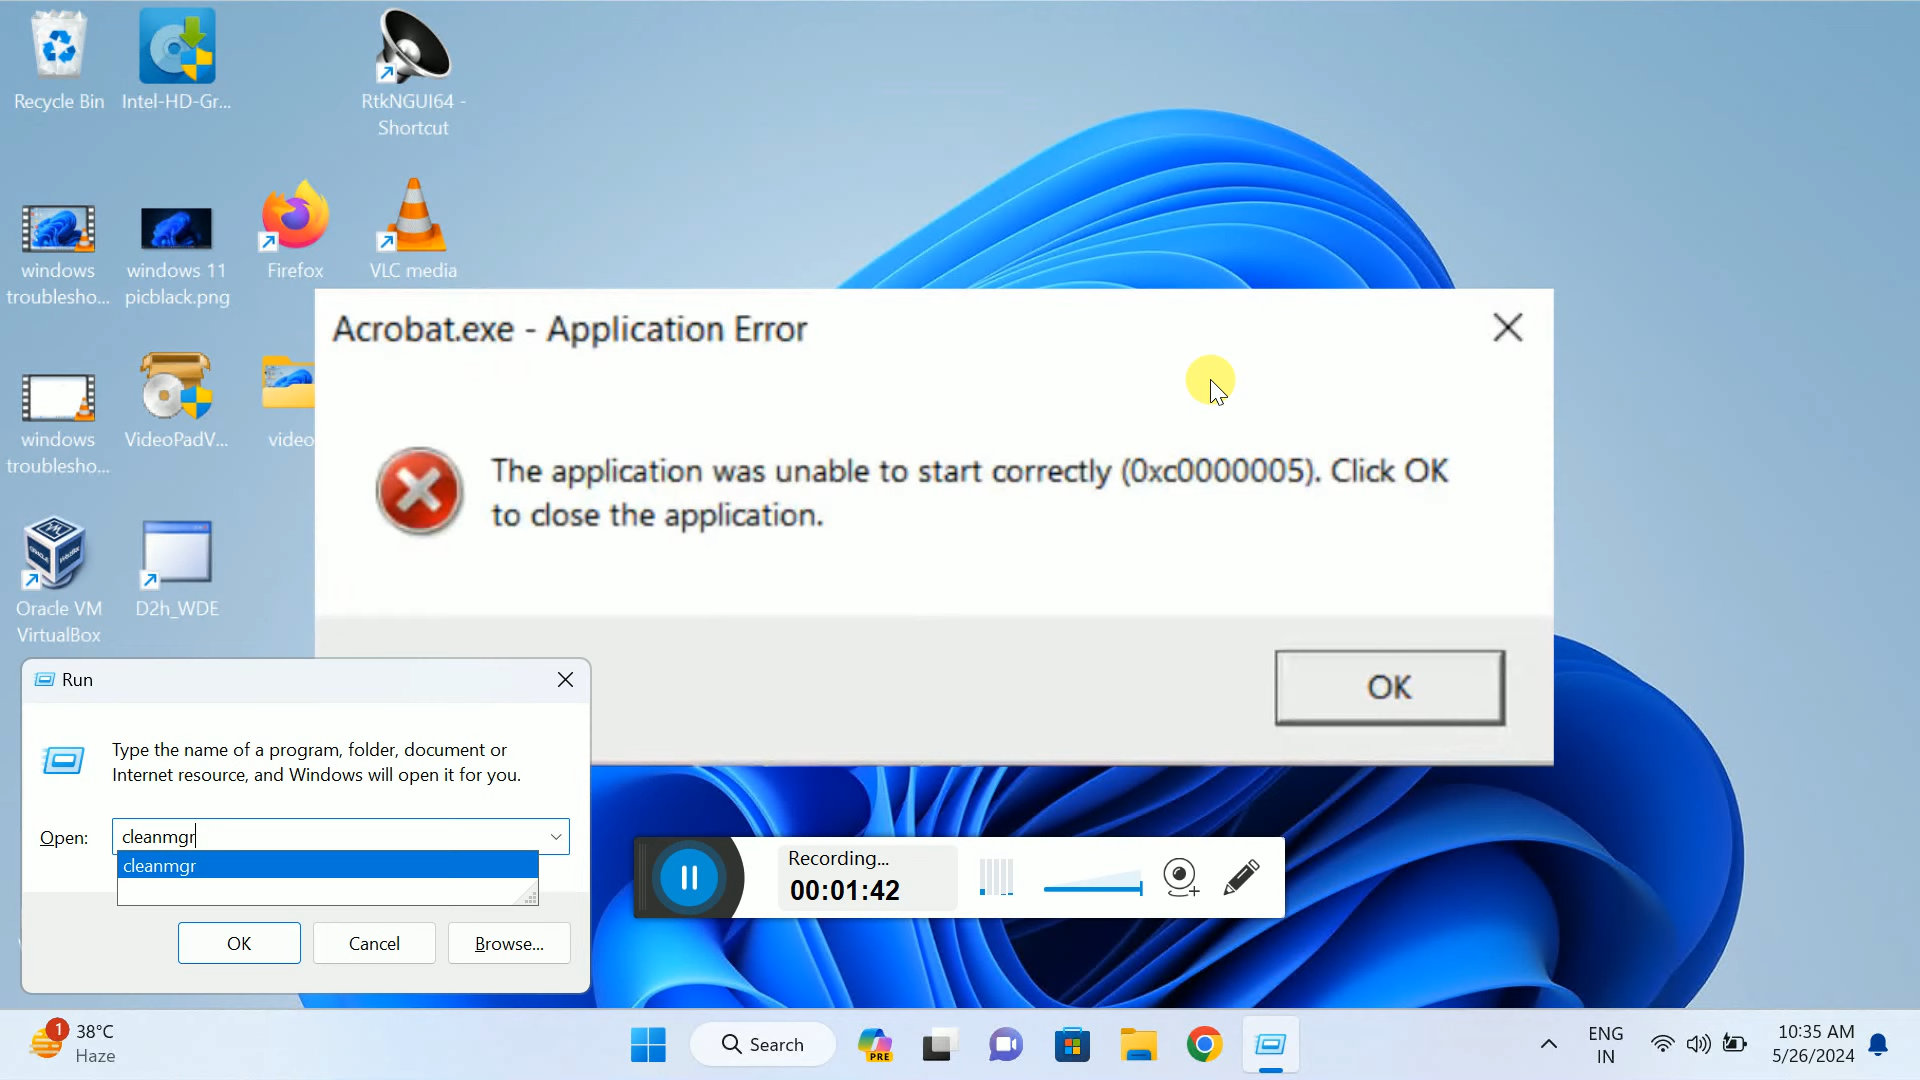 Recycle Bin
Intel-HD-Gr...
RtkNGUI64 -
Shortcut
windows
troublesho...
windows 11
picblack.png
Firefox
VLC media
windows
troublesho...
VideoPadV...
video
Oracle VM
VirtualBox
D2h_WDE
Acrobat.exe - Application Error
The application was unable to start correctly (0xc0000005). Click OK
to close the application.
OK
Run
Type the name of a program, folder, document or
Internet resource, and Windows will open it for you.
Open:
cleanmgr
cleanmgr
OK
Cancel
Browse...
Recording...
00:01:42
1
38°C
Haze
Search
PRE
ENG
IN
10:35 AM
5/26/2024